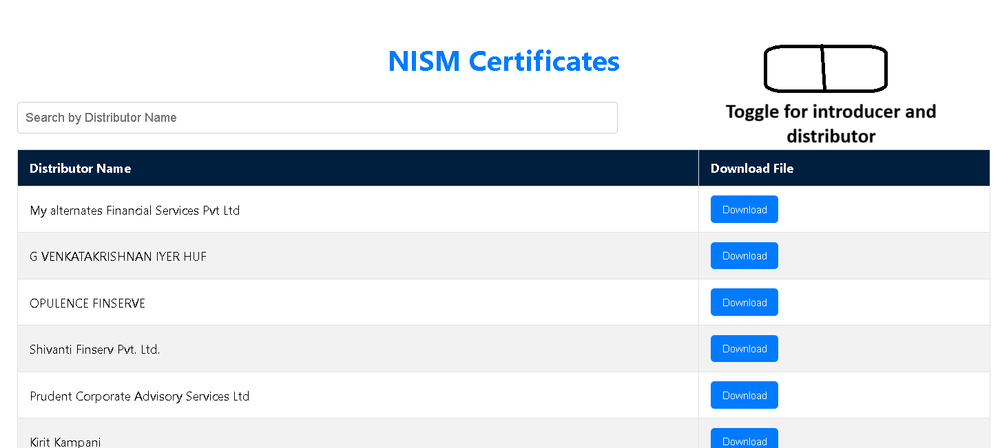 NISM Certificates
Search by Distributor Name
Toggle for introducer and
distributor
Distributor Name
Download File
My alternates Financial Services Pvt Ltd
Download
G VENKATAKRISHNAN IYER HUF
Download
OPULENCE FINSERVE
Download
Shivanti Finserv Pvt. Ltd.
Download
Prudent Corporate Advisory Services Ltd
Download
Kirit Kampani
Download